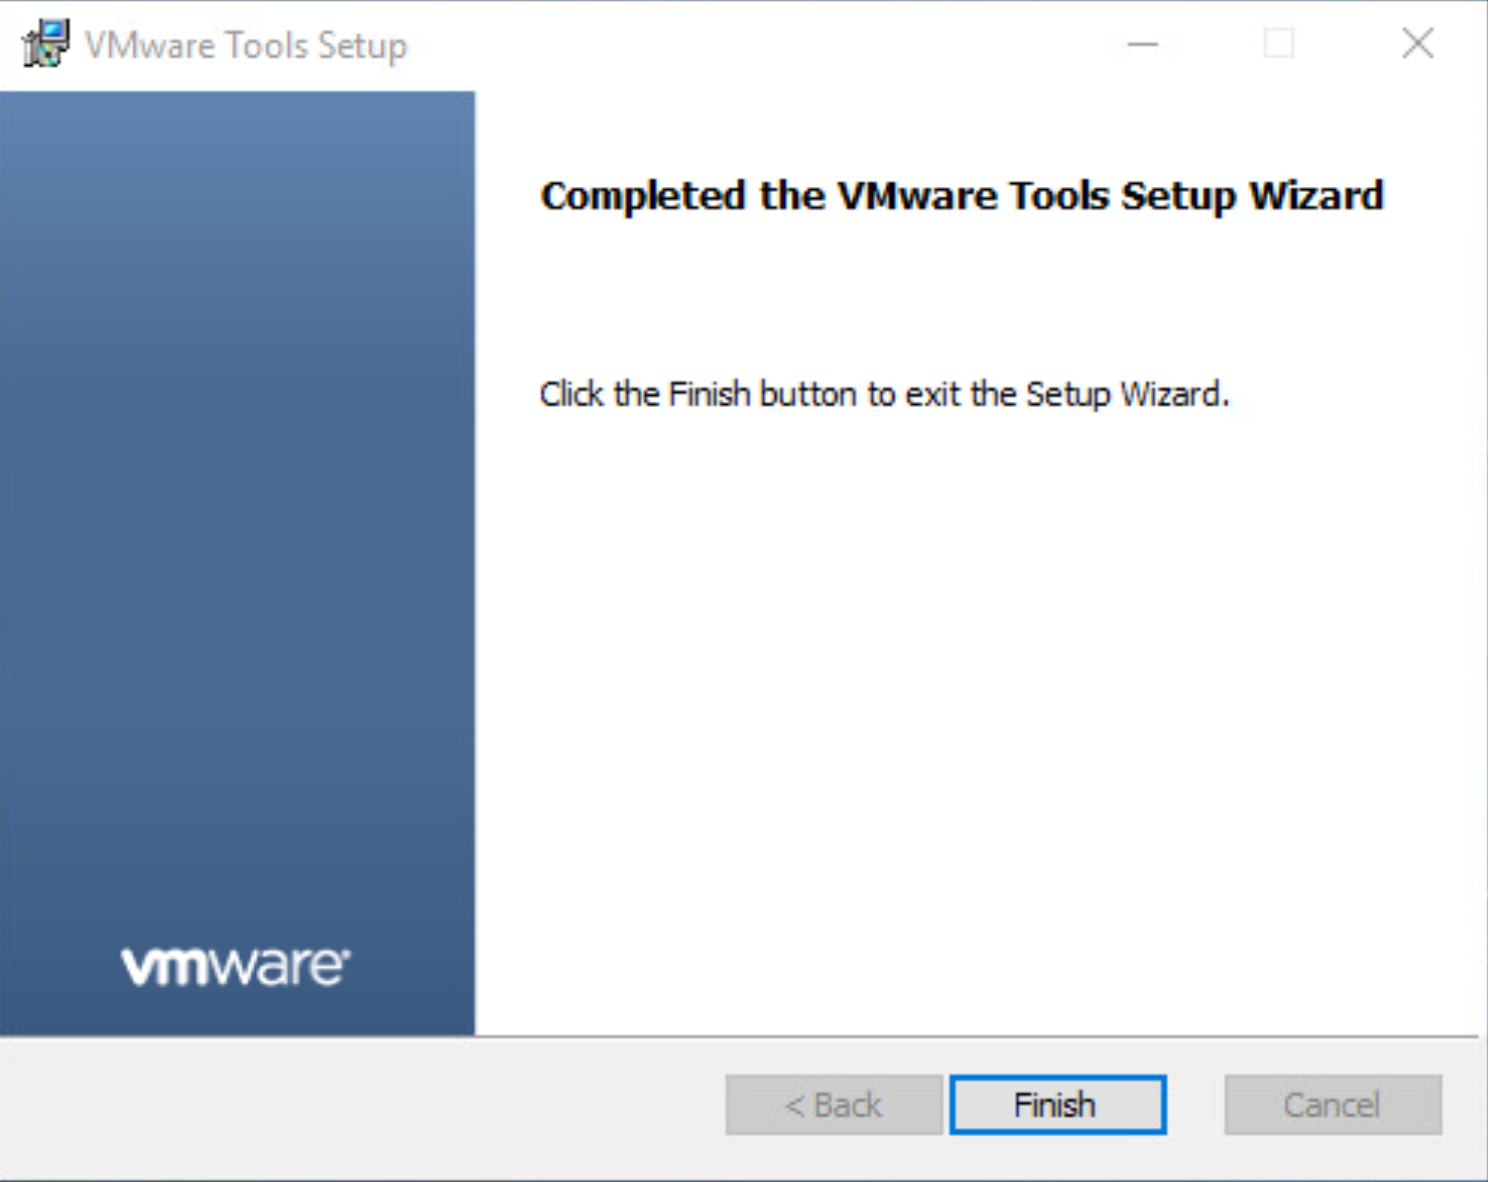 VMware Tools Setup
Completed the VMware Tools Setup Wizard
Click the Finish button to exit the Setup Wizard.
vmware
< Back
Finish
Cancel